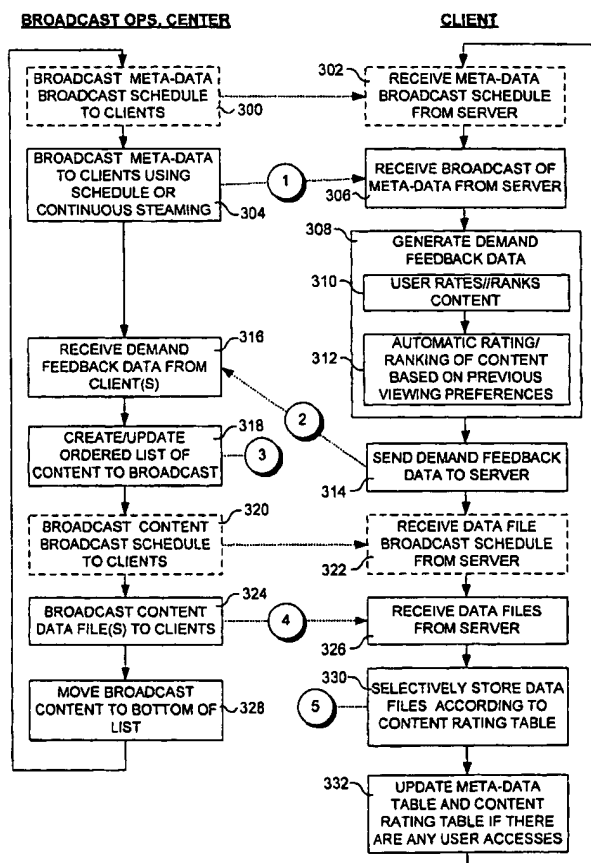 BROADCAST OPS. CENTER
BROADCAST META-DATA
BROADCAST SCHEDULE
TO CLIENTS
300
BROADCAST META-DATA
TO CLIENTS USING
SCHEDULE OR
CONTINUOUS STEAMING
304
1
316
RECEIVE DEMAND
FEEDBACK DATA FROM
CLIENT(S)
2
318
CREATE/UPDATE
ORDERED LIST OF
CONTENT TO BROADCAST
3
320
BROADCAST CONTENT
BROADCAST SCHEDULE
TO CLIENTS
324
BROADCAST CONTENT
DATA FILE(S) TO CLIENTS
4
MOVE BROADCAST
CONTENT TO BOTTOM OF
LIST
328
CLIENT
302
RECEIVE META-DATA
BROADCAST SCHEDULE
FROM SERVER
RECEIVE BROADCAST OF
META-DATA FROM SERVER
306
308
GENERATE DEMAND
FEEDBACK DATA
310
USER RATES//RANKS
CONTENT
312
AUTOMATIC RATING/
RANKING OF CONTENT
BASED ON PREVIOUS
VIEWING PREFERENCES
SEND DEMAND FEEDBACK
DATA TO SERVER
314
RECEIVE DATA FILE
BROADCAST SCHEDULE
FROM SERVER
322
RECEIVE DATA FILES
FROM SERVER
326
330
5
SELECTIVELY STORE DATA
FILES ACCORDING TO
CONTENT RATING TABLE
332
UPDATE META-DATA
TABLE AND CONTENT
RATING TABLE IF THERE
ARE ANY USER ACCESSES